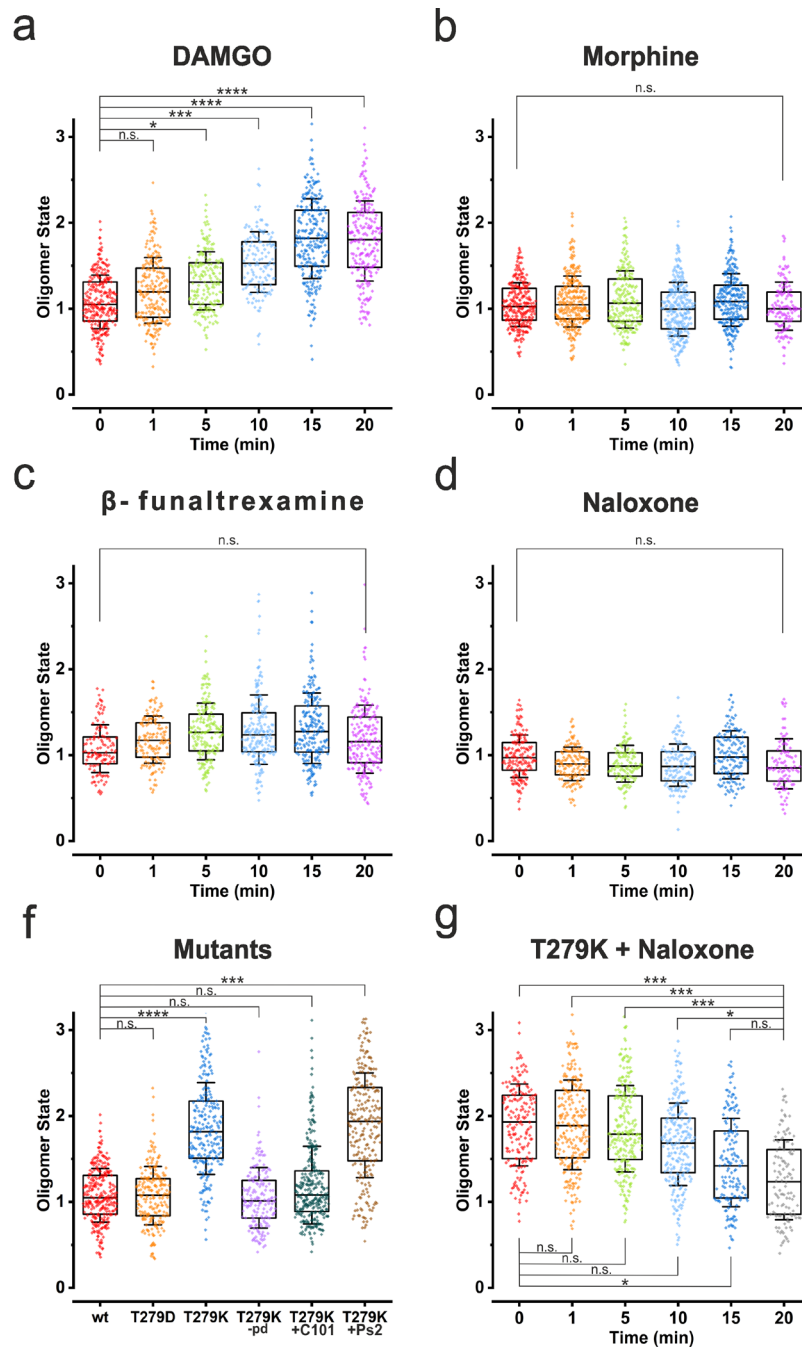 a
DAMGO
****
****
***
*
n.s.
Oligomer State
3
2
1
0
0 1 5 10 15 20
Time (min)
b
Morphine
n.s.
3
2
1
0
Oligomer State
0 1 5 10 15 20
Time (min)
c
β- funaltrexamine
n.s.
3
2
1
0
Oligomer State
0 1 5 10 15 20
Time (min)
d
Naloxone
n.s.
3
2
1
0
Oligomer State
0 1 5 10 15 20
Time (min)
f
Mutants
***
n.s.
n.s.
****
n.s.
3
2
1
0
Oligomer State
wt T279D T279K T279K T279K T279K
-pd +C101 +Ps2
g
T279K + Naloxone
***
***
***
*
n.s.
3
2
1
0
Oligomer State
n.s.
n.s.
n.s.
*
0 1 5 10 15 20
Time (min)